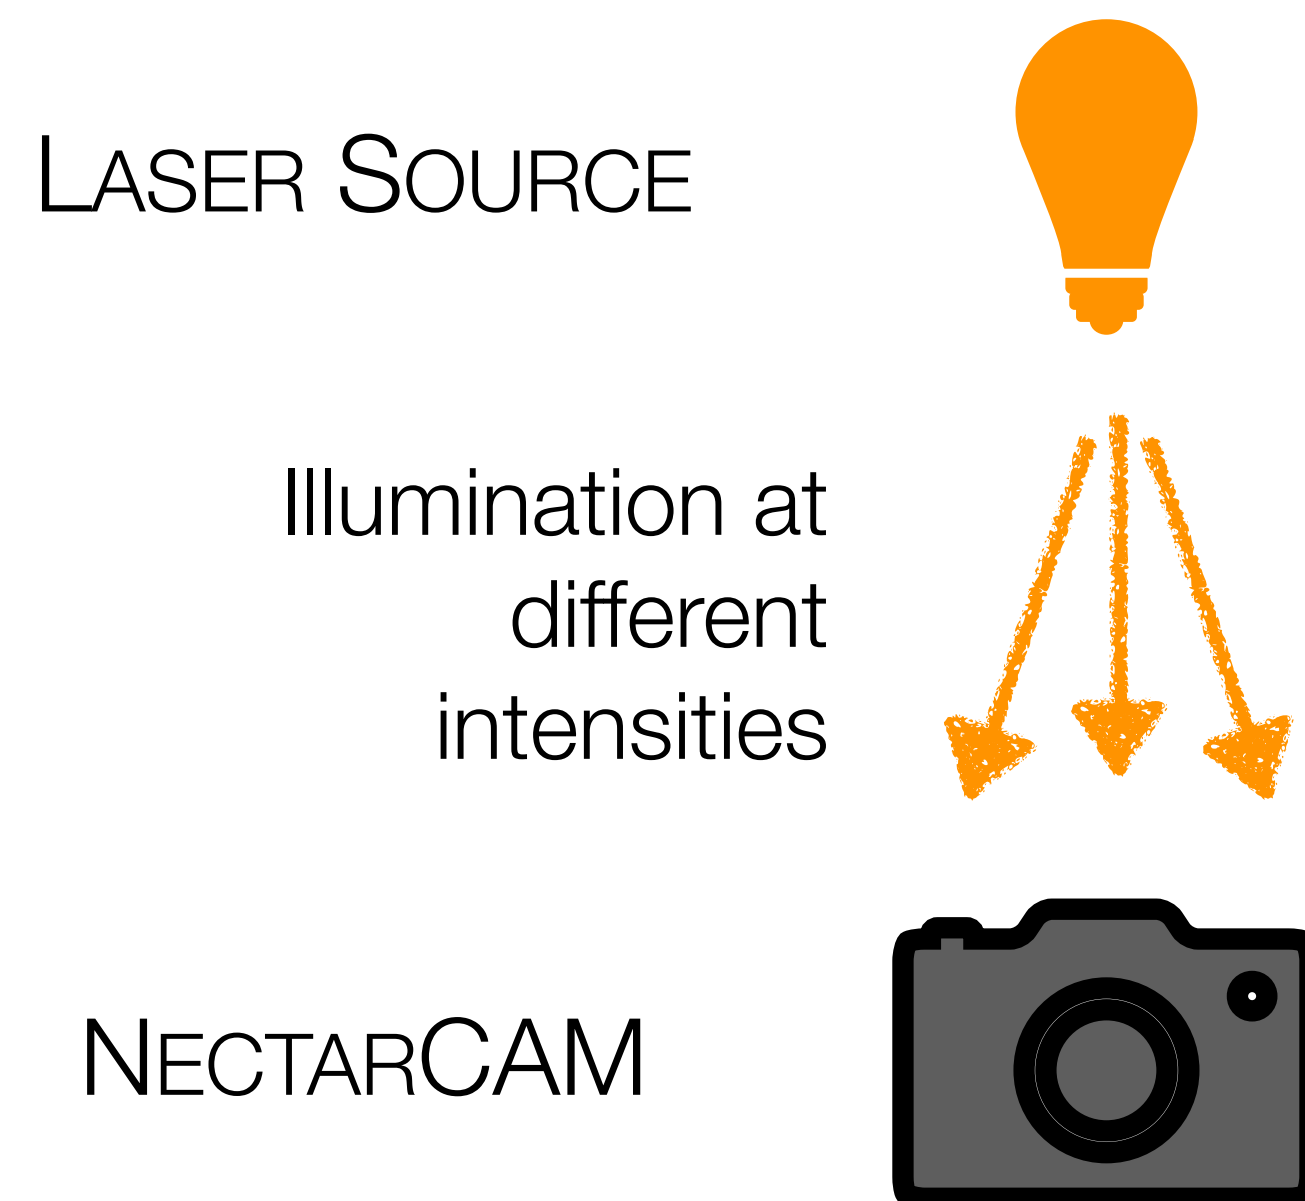 LASER SOURCE
Illumination at
different
intensities
NECTARCAM